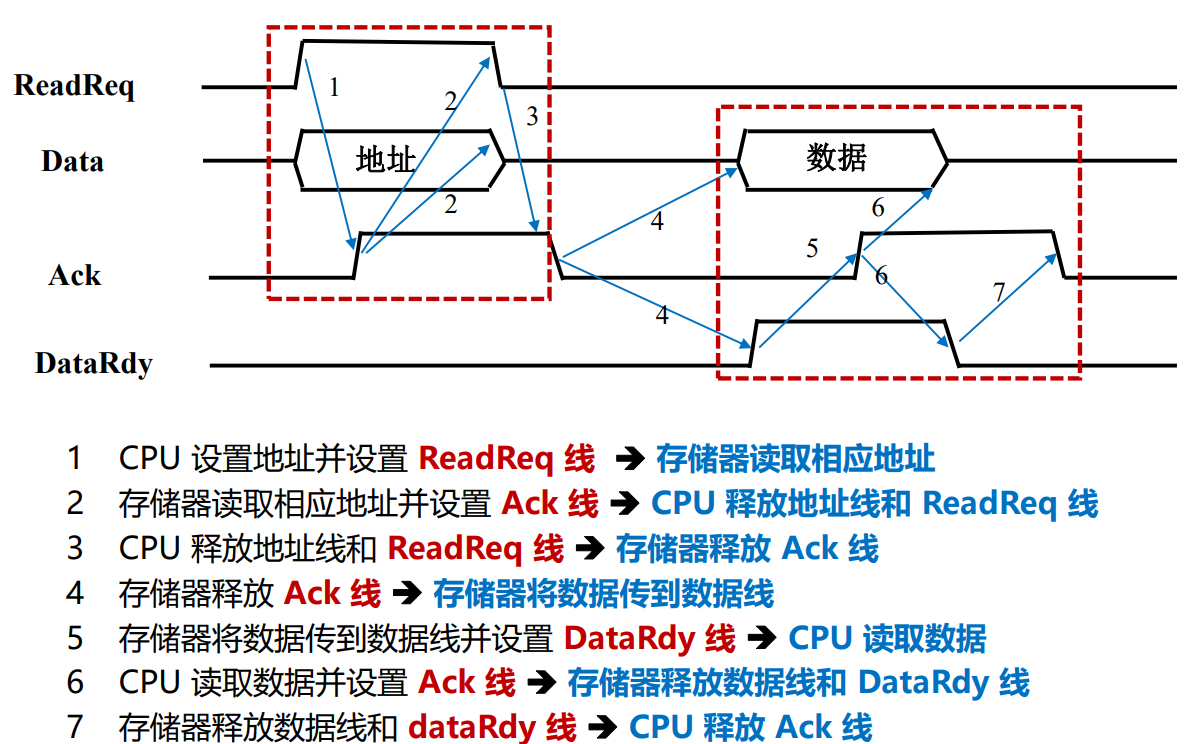 ReadReq
1
2
3
Data
地址
数据
2
4
6
5
Ack
6
7
4
DataRdy
1 CPU 设置地址并设置 ReadReq 线 ➔ 存储器读取相应地址
2 存储器读取相应地址并设置 Ack 线 ➔ CPU 释放地址线和 ReadReq 线
3 CPU 释放地址线和 ReadReq 线 ➔ 存储器释放 Ack 线
4 存储器释放 Ack 线 ➔ 存储器将数据传到数据线
5 存储器将数据传到数据线并设置 DataRdy 线 ➔ CPU 读取数据
6 CPU 读取数据并设置 Ack 线 ➔ 存储器释放数据线和 DataRdy 线
7 存储器释放数据线和 dataRdy 线 ➔ CPU 释放 Ack 线